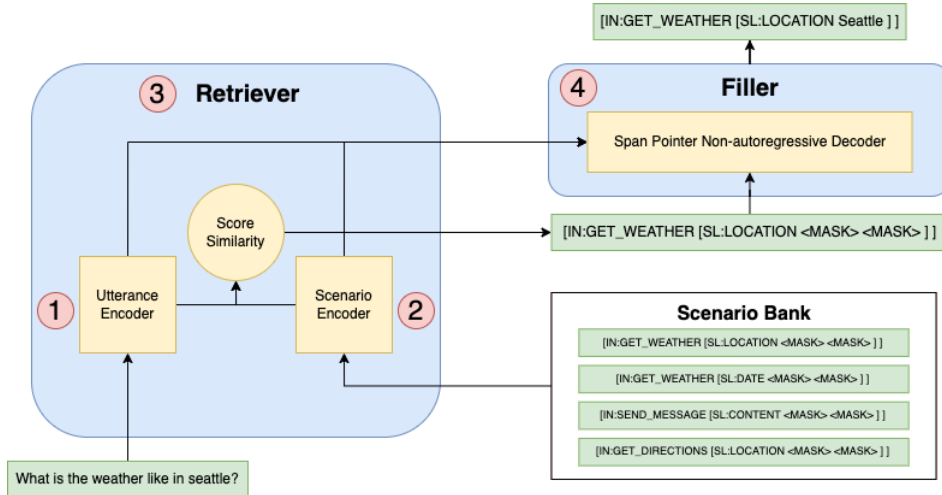 [IN:GET_WEATHER [SL:LOCATION Seattle ] ]
3
Retriever
4
Filler
Span Pointer Non-autoregressive Decoder
Score
Similarity
[IN:GET_WEATHER [SL:LOCATION <MASK> <MASK> ] ]
1
Utterance
Encoder
Scenario
Encoder
2
Scenario Bank
[IN:GET_WEATHER [SL:LOCATION <MASK> <MASK> ] ]
[IN:GET_WEATHER [SL:DATE <MASK> <MASK> ] ]
[IN:SEND_MESSAGE [SL:CONTENT <MASK> <MASK> ] ]
[IN:GET_DIRECTIONS [SL:LOCATION <MASK> <MASK> ] ]
What is the weather like in seattle?